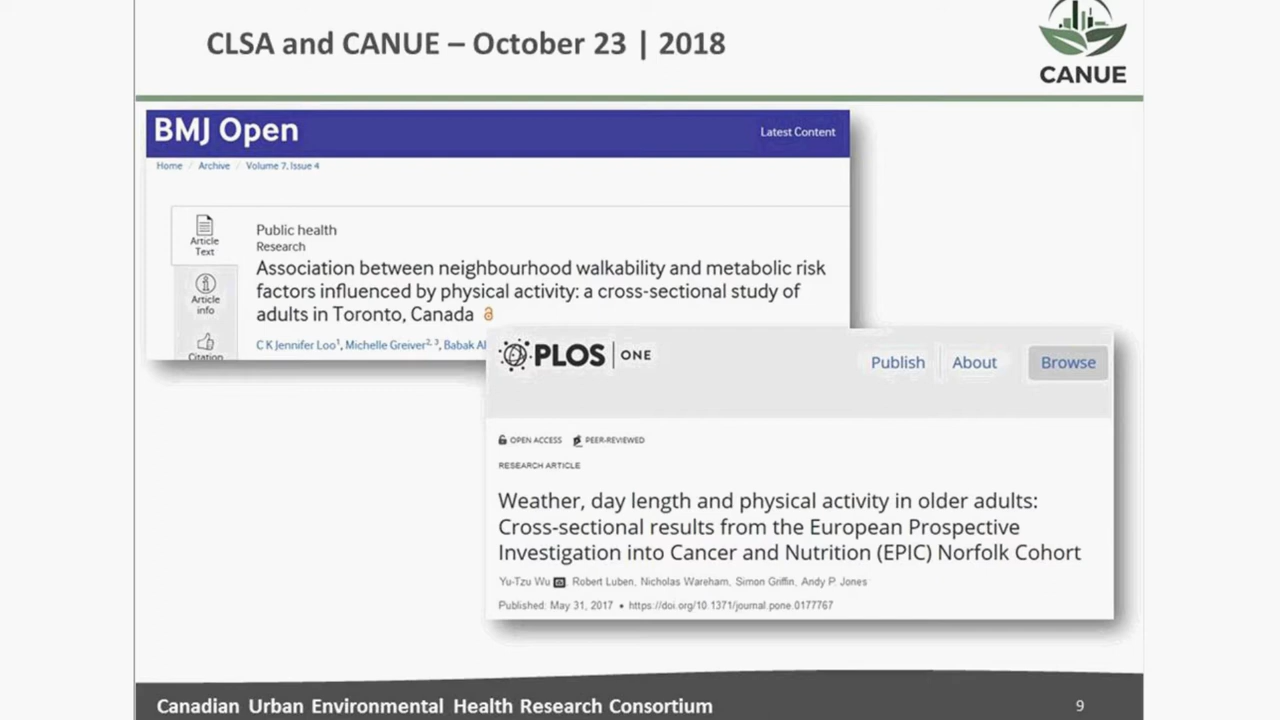 CLSA and CANUE – October 23 | 2018
CANUE
BMJ Open
Latest Content
Home / Archive / Volume 7, Issue 4
Article
Text
Public health
Research
Association between neighbourhood walkability and metabolic risk
factors influenced by physical activity: a cross-sectional study of
adults in Toronto, Canada
Article
info
Citation
C K Jennifer Loo1, Michelle Greiver2, 3, Babak
PLOS | ONE
Publish
About
Browse
OPEN ACCESS PEER-REVIEWED
RESEARCH ARTICLE
Weather, day length and physical activity in older adults:
Cross-sectional results from the European Prospective
Investigation into Cancer and Nutrition (EPIC) Norfolk Cohort
Yu-Tzu Wu, Robert Luben, Nicholas Wareham, Simon Griffin, Andy P. Jones
Published: May 31, 2017 • https://doi.org/10.1371/journal.pone.0177767
Canadian Urban Environmental Health Research Consortium
9